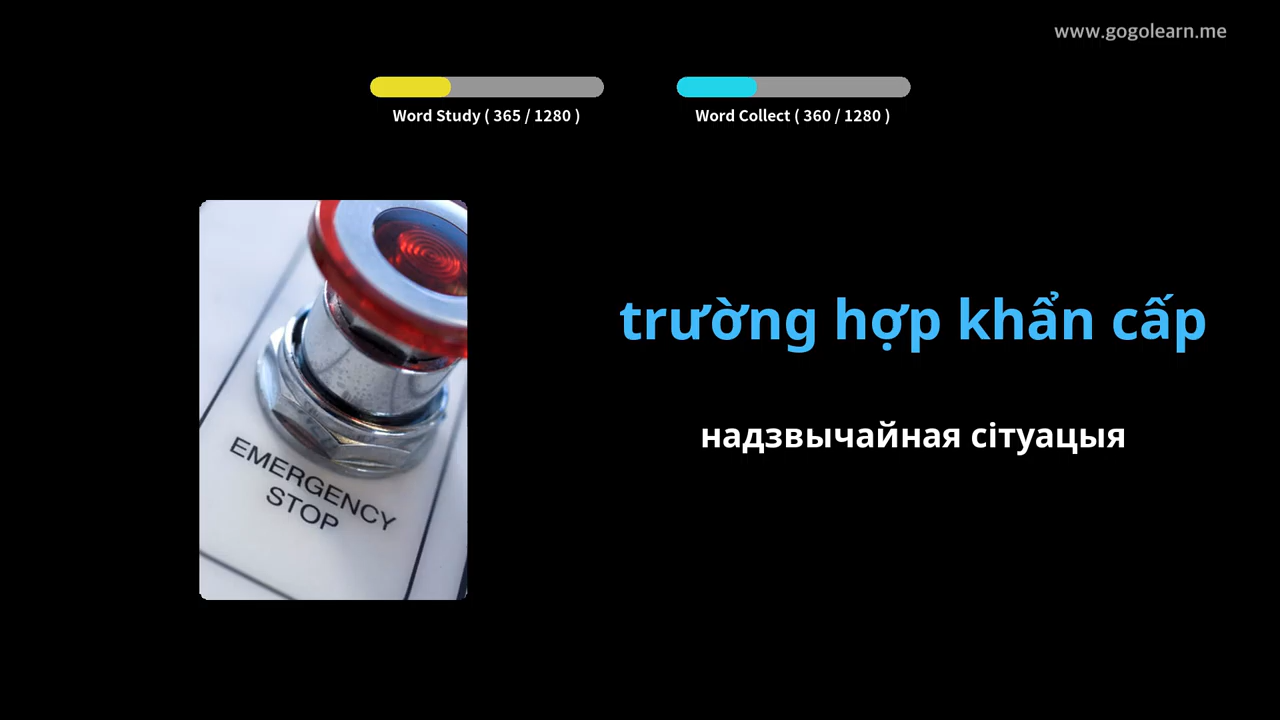 www.gogolearn.me
Word Study ( 365 / 1280 )
Word Collect ( 360 / 1280 )
trường hợp khẩn cấp
надзвычайная сітуацыя
EMERGENCY
STOP